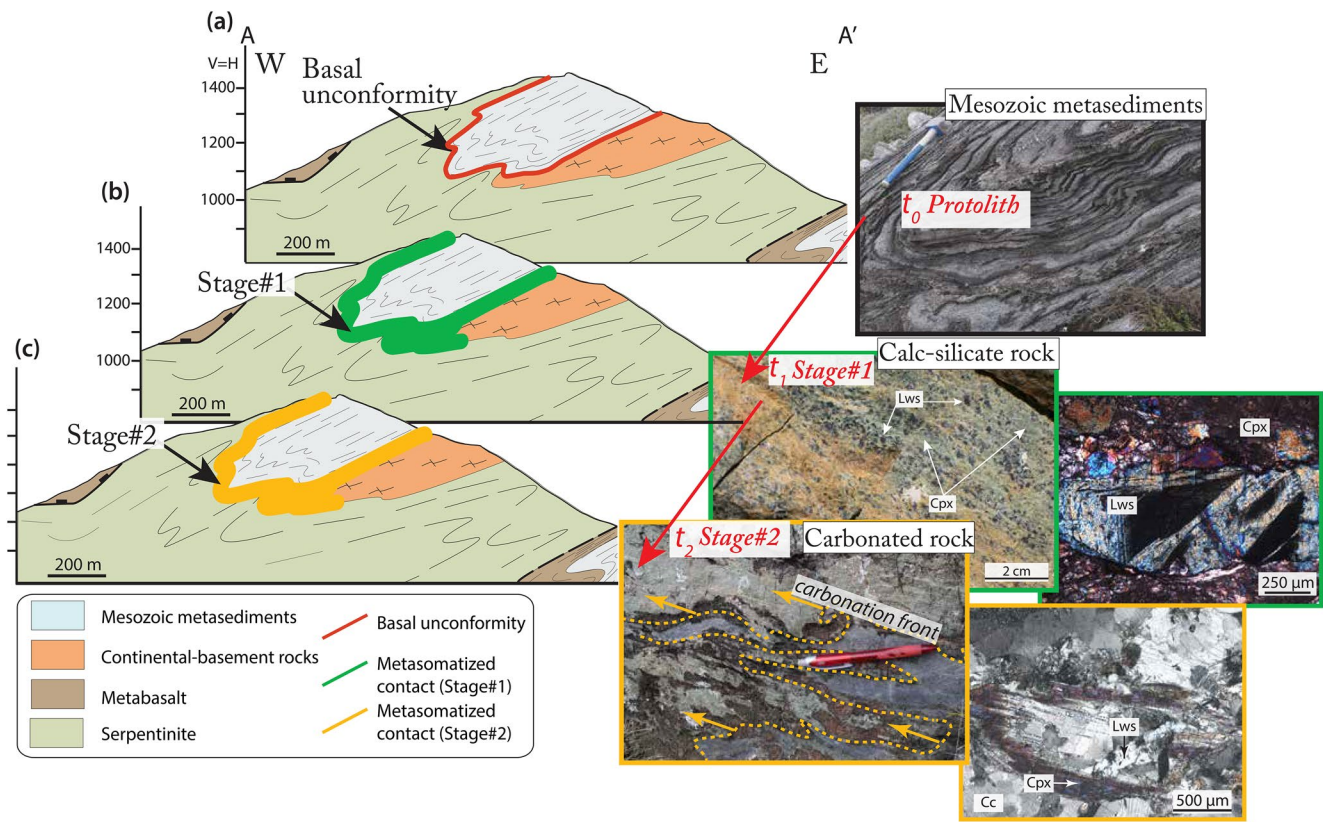 (a)
A
A'
V=H
W
E
Basal
unconformity
1400
1200
1000
200 m
Mesozoic metasediments
t0 Protolith
(b)
1400
1200
1000
Stage#1
200 m
Calc-silicate rock
t1 Stage#1
Lws
Cpx
2 cm
Cpx
Lws
250 µm
(c)
Stage#2
200 m
t2 Stage#2
Carbonated rock
carbonation front
Lws
Cpx
Cc
500 µm
Mesozoic metasediments
Continental-basement rocks
Metabasalt
Serpentinite
Basal unconformity
Metasomatized
contact (Stage#1)
Metasomatized
contact (Stage#2)